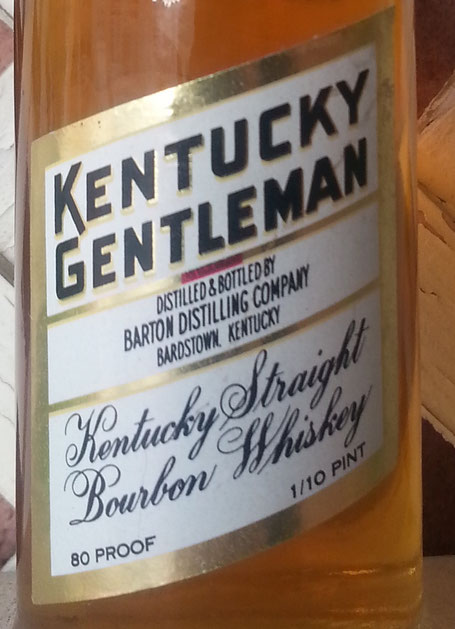 KENTUCKY
GENTLEMAN
DISTILLED & BOTTLED BY
BARTON DISTILLING COMPANY
BARDSTOWN, KENTUCKY
Kentucky Straight
Bourbon Whiskey
80 PROOF 1/10 PINT